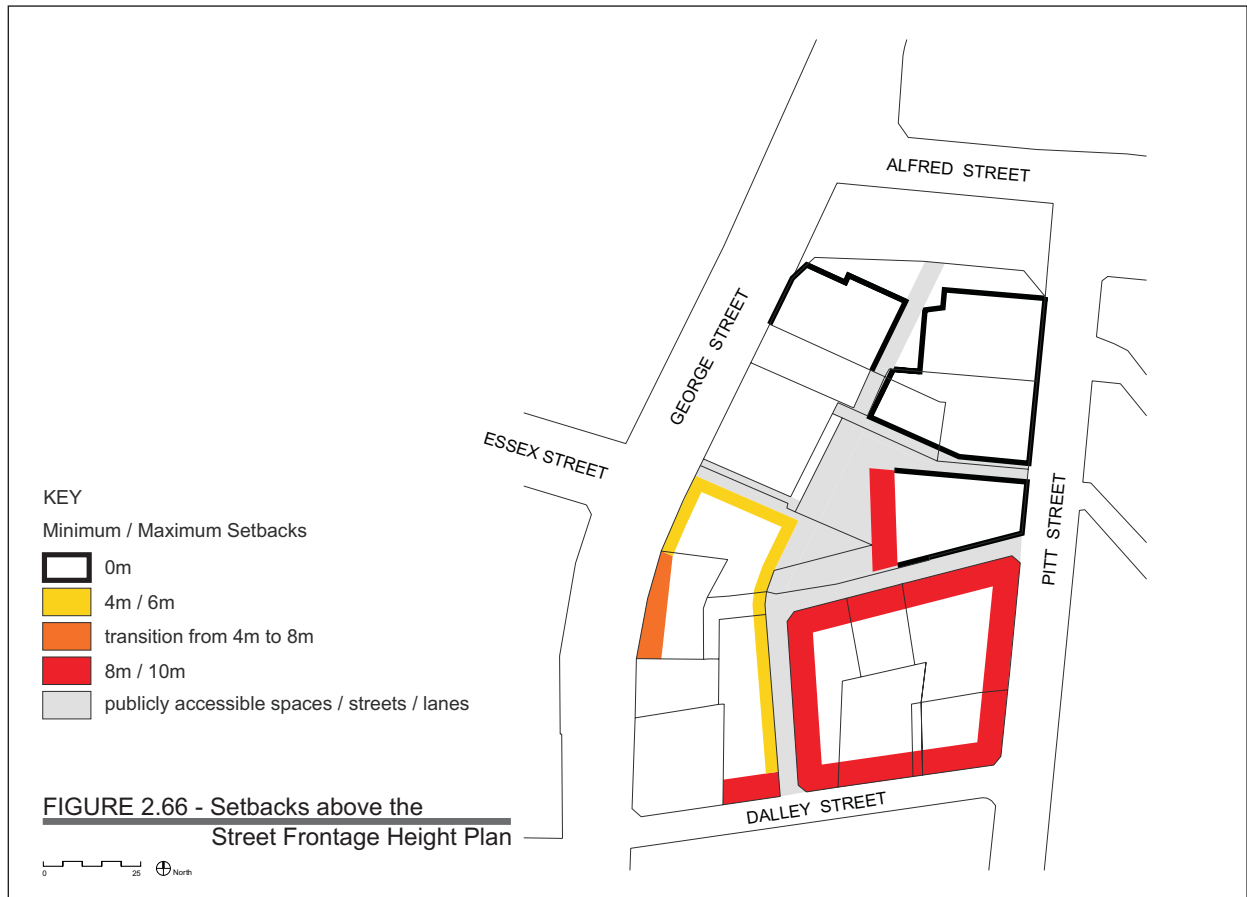 ALFRED STREET
GEORGE STREET
ESSEX STREET
PITT STREET
DALLEY STREET
KEY
Minimum / Maximum Setbacks
0m
4m / 6m
transition from 4m to 8m
8m / 10m
publicly accessible spaces / streets / lanes
FIGURE 2.66 - Setbacks above the
Street Frontage Height Plan
0 25 North